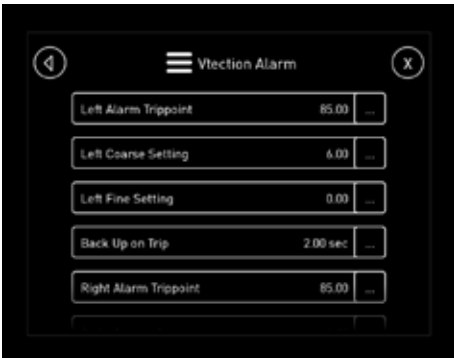 Vtection Alarm
X
Left Alarm Trippoint 85.00 ...
Left Coarse Setting 6.00 ...
Left Fine Setting 0.00 ...
Back Up on Trip 2.00 sec ...
Right Alarm Trippoint 85.00 ...